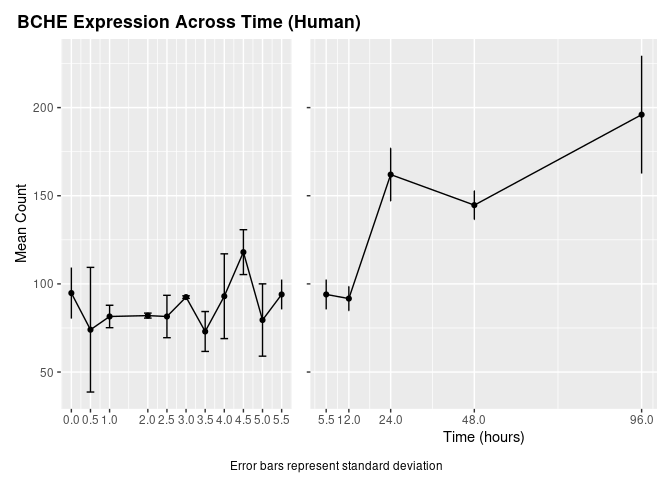 BCHE Expression Across Time (Human)
Mean Count
200
150
100
50
0.0 0.5 1.0 2.0 2.5 3.0 3.5 4.0 4.5 5.0 5.5 5.5 12.0 24.0 48.0 96.0
Time (hours)
Error bars represent standard deviation